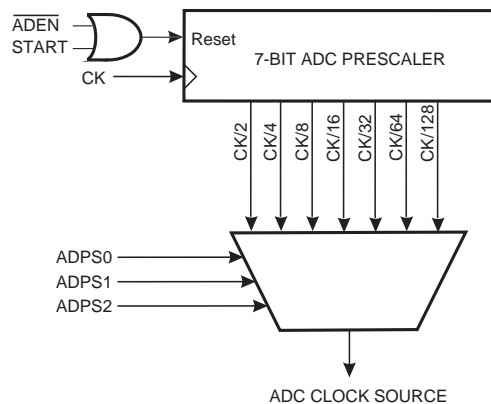 ADEN
START
Reset
CK
7-BIT ADC PRESCALER
CK/2
CK/4
CK/8
CK/16
CK/32
CK/64
CK/128
ADPS0
ADPS1
ADPS2
ADC CLOCK SOURCE